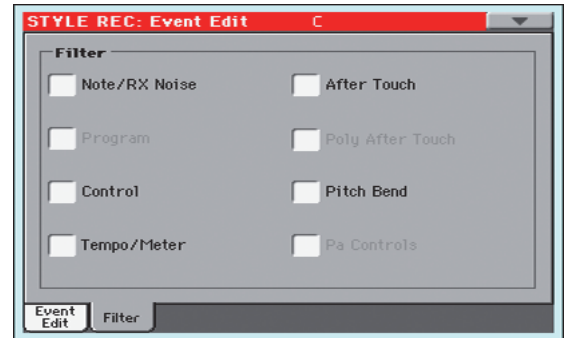 STYLE REC: Event Edit C
Filter
Note/RX Noise
After Touch
Program
Poly After Touch
Control
Pitch Bend
Tempo/Meter
Pa Controls
Event
Edit
Filter